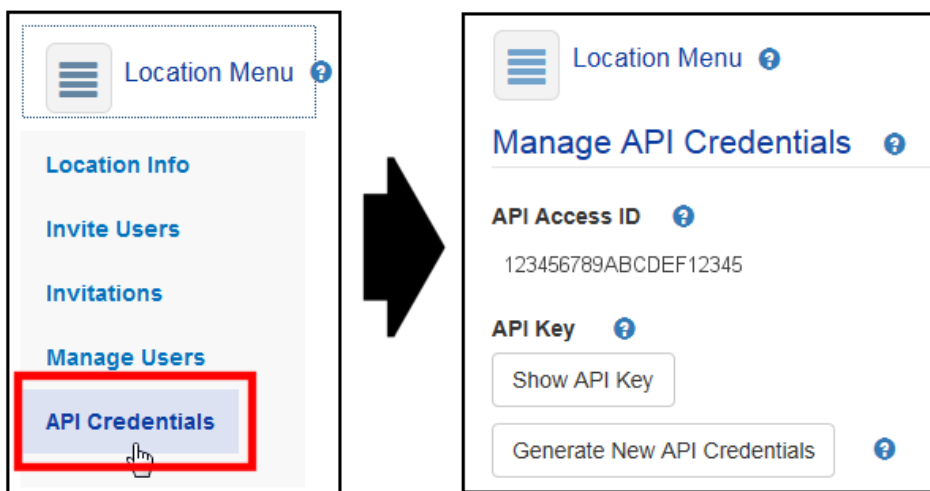 Location Menu
Location Info
Invite Users
Invitations
Manage Users
API Credentials
Location Menu
Manage API Credentials
API Access ID
123456789ABCDEF12345
API Key
Show API Key
Generate New API Credentials